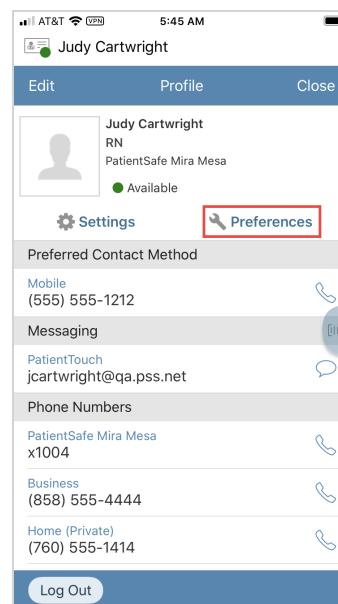 AT&T VPN 5:45 AM
Judy Cartwright
Edit Profile Close
Judy Cartwright
RN
PatientSafe Mira Mesa
Available
Settings Preferences
Preferred Contact Method
Mobile
(555) 555-1212
Messaging
PatientTouch
jcartwright@qa.pss.net
Phone Numbers
PatientSafe Mira Mesa
x1004
Business
(858) 555-4444
Home (Private)
(760) 555-1414
Log Out